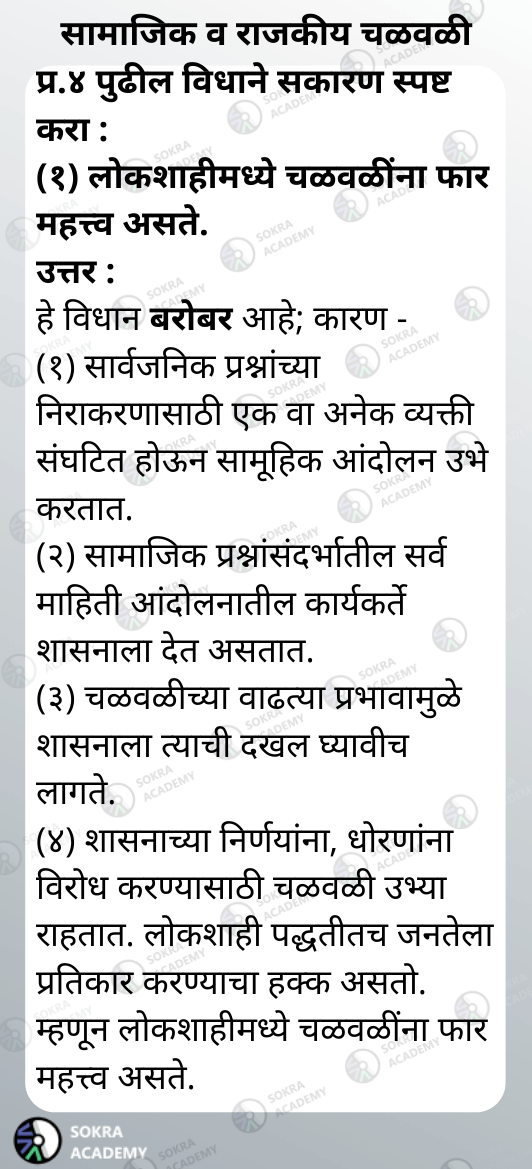 सामाजिक व राजकीय चळवळी
प्र.४ पुढील विधाने सकारण स्पष्ट
करा :
(१) लोकशाहीमध्ये चळवळींना फार
महत्त्व असते.
उत्तर :
हे विधान बरोबर आहे; कारण -
(१) सार्वजनिक प्रश्नांच्या
निराकरणासाठी एक वा अनेक व्यक्ती
संघटित होऊन सामूहिक आंदोलन उभे
करतात.
(२) सामाजिक प्रश्नांसंदर्भातील सर्व
माहिती आंदोलनातील कार्यकर्ते
शासनाला देत असतात.
(३) चळवळीच्या वाढत्या प्रभावामुळे
शासनाला त्याची दखल घ्यावीच
लागते.
(४) शासनाच्या निर्णयांना, धोरणांना
विरोध करण्यासाठी चळवळी उभ्या
राहतात. लोकशाही पद्धतीतच जनतेला
प्रतिकार करण्याचा हक्क असतो.
म्हणून लोकशाहीमध्ये चळवळींना फार
महत्त्व असते.
SOKRA
ACADEMY